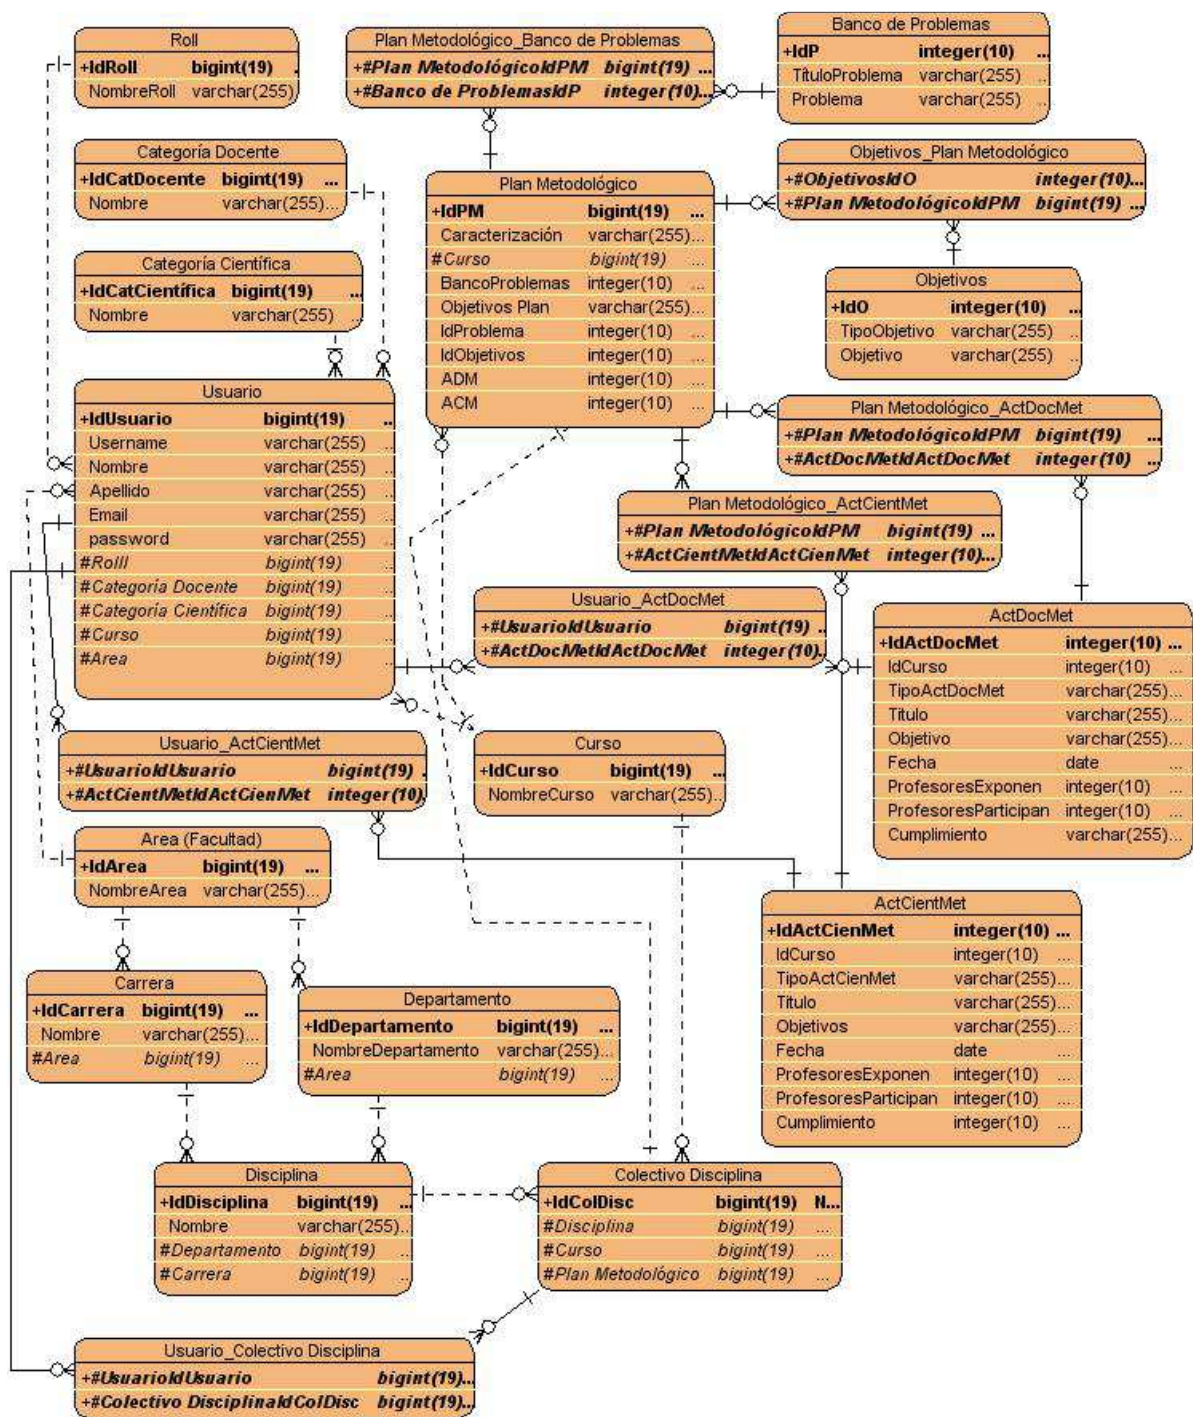 Roll
+IdRoll bigint(19) ..
NombreRoll varchar(255)
Plan Metodológico_Banco de Problemas
+#Plan MetodológicoIdPM bigint(19) ...
+#Banco de ProblemasIdP integer(10)...
Banco de Problemas
+IdP integer(10) ...
TítuloProblema varchar(255) ..
Problema varchar(255) ..
Categoría Docente
+IdCatDocente bigint(19) ...
Nombre varchar(255)...
Plan Metodológico
+IdPM bigint(19) ...
Caracterización varchar(255)...
#Curso bigint(19) ...
BancoProblemas integer(10) ...
Objetivos Plan varchar(255)...
IdProblema integer(10) ...
IdObjetivos integer(10) ...
ADM integer(10) ...
ACM integer(10) ...
Objetivos_Plan Metodológico
+#ObjetivosIdO integer(10)...
+#Plan MetodológicoIdPM bigint(19) ...
Categoría Científica
+IdCatCientífica bigint(19) ...
Nombre varchar(255) ...
Objetivos
+IdO integer(10) ...
TipoObjetivo varchar(255) ...
Objetivo varchar(255) ...
Usuario
+IdUsuario bigint(19) ..
Username varchar(255) ..
Nombre varchar(255) ..
Apellido varchar(255) ..
Email varchar(255) ..
password varchar(255) ..
#RollI bigint(19) ..
#Categoría Docente bigint(19) ..
#Categoría Científica bigint(19) ..
#Curso bigint(19) ..
#Area bigint(19) ..
Plan Metodológico_ActDocMet
+#Plan MetodológicoIdPM bigint(19) ...
+#ActDocMetIdActDocMet integer(10) ...
Plan Metodológico_ActCientMet
+#Plan MetodológicoIdPM bigint(19) ...
+#ActCientMetIdActCienMet integer(10)...
Usuario_ActDocMet
+#UsuarioIdUsuario bigint(19) ..
+#ActDocMetIdActDocMet integer(10)...
ActDocMet
+IdActDocMet integer(10) ...
IdCurso integer(10) ...
TipoActDocMet varchar(255)...
Titulo varchar(255)...
Objetivo varchar(255)...
Fecha date ...
ProfesoresExponen integer(10) ...
ProfesoresParticipan integer(10) ...
Cumplimiento varchar(255)...
Usuario_ActCientMet
+#UsuarioIdUsuario bigint(19) ..
+#ActCientMetIdActCienMet integer(10)
Curso
+IdCurso bigint(19) ...
NombreCurso varchar(255)...
Area (Facultad)
+IdArea bigint(19) ...
NombreArea varchar(255)...
ActCientMet
+IdActCienMet integer(10) ...
IdCurso integer(10) ...
TipoActCienMet varchar(255)...
Titulo varchar(255)...
Objetivos varchar(255)...
Fecha date ...
ProfesoresExponen integer(10) ...
ProfesoresParticipan integer(10) ...
Cumplimiento integer(10) ...
Carrera
+IdCarrera bigint(19) ...
Nombre varchar(255)...
#Area bigint(19) ...
Departamento
+IdDepartamento bigint(19) ...
NombreDepartamento varchar(255)...
#Area bigint(19) ...
Disciplina
+IdDisciplina bigint(19) ...
Nombre varchar(255)...
#Departamento bigint(19) ..
#Carrera bigint(19) ..
Colectivo Disciplina
+IdColDisc bigint(19) N...
#Disciplina bigint(19) ...
#Curso bigint(19) ...
#Plan Metodológico bigint(19) ...
Usuario_Colectivo Disciplina
+#UsuarioIdUsuario bigint(19)...
+#Colectivo DisciplinaIdColDisc bigint(19)...